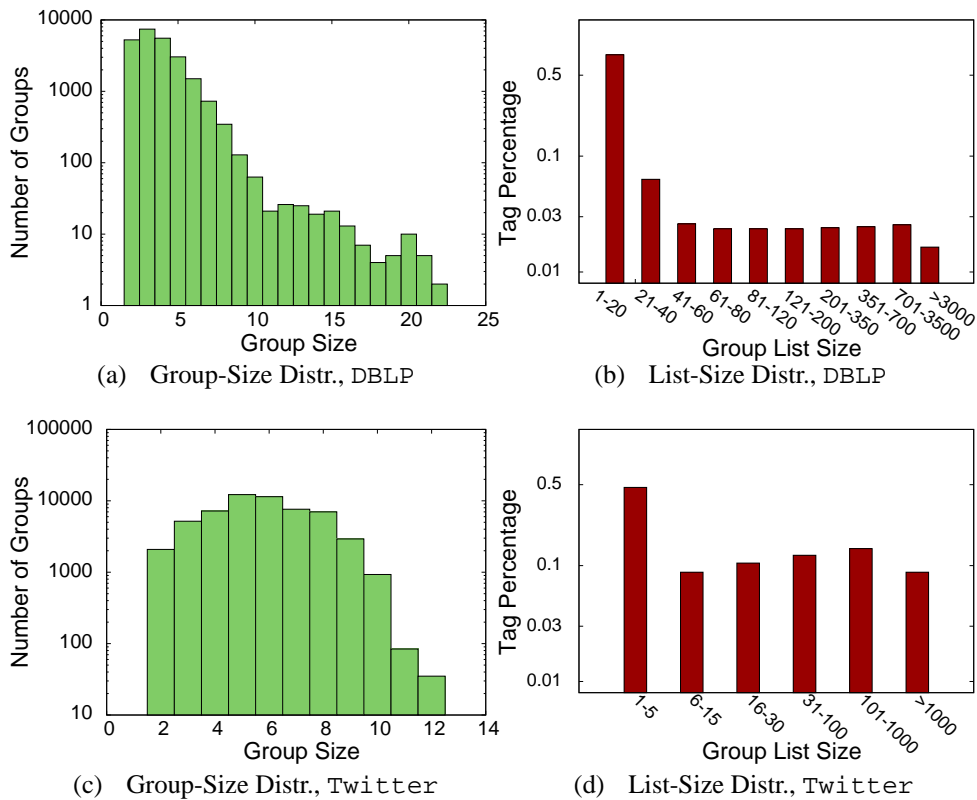 10000
1000
100
10
1
Number of Groups
0 5 10 15 20 25
Group Size
(a) Group-Size Distr., DBLP
0.5
0.1
0.03
0.01
Tag Percentage
1-20
21-40
41-60
61-80
81-120
121-200
201-350
351-700
701-3500
>3000
Group List Size
(b) List-Size Distr., DBLP
100000
10000
1000
100
10
Number of Groups
0 2 4 6 8 10 12 14
Group Size
(c) Group-Size Distr., Twitter
0.5
0.1
0.03
0.01
Tag Percentage
1-5
6-15
16-30
31-100
101-1000
>1000
Group List Size
(d) List-Size Distr., Twitter